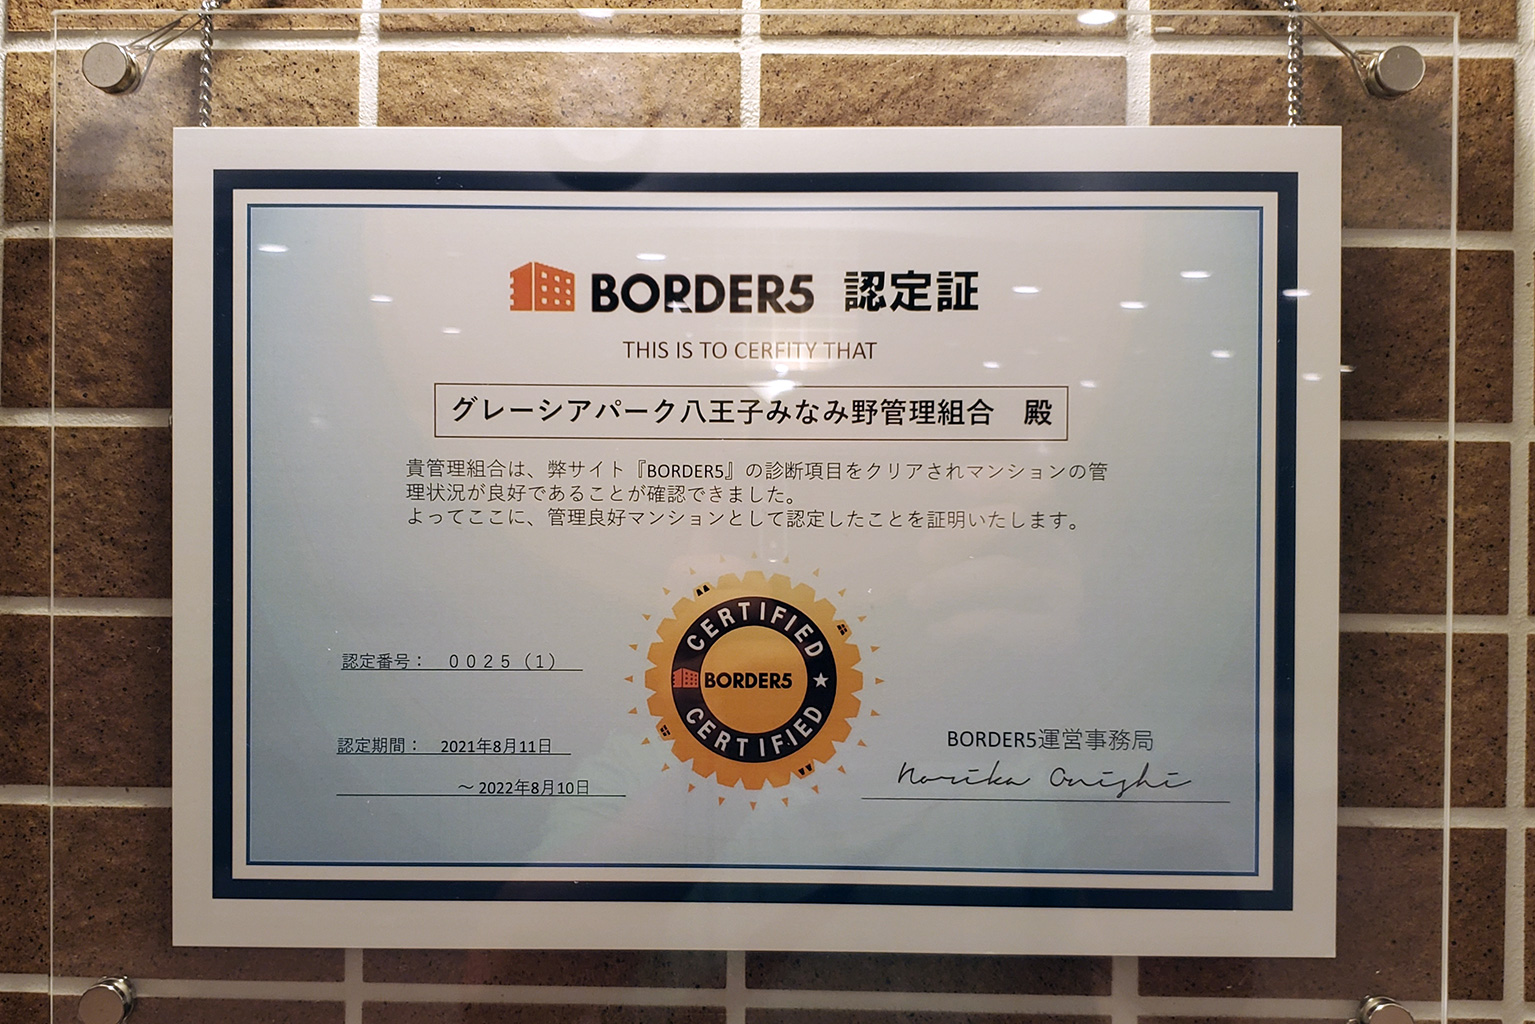 BORDER5 認定証
THIS IS TO CERFITY THAT
グレーシアパーク八王子みなみ野管理組合　殿
貴管理組合は、弊サイト『BORDER5』の診断項目をクリアされマンションの管
理状況が良好であることが確認できました。
よってここに、管理良好マンションとして認定したことを証明いたします。
CERTIFIED
BORDER5
CERTIFIED
認定番号：　００２５（１）
認定期間：　2021年8月11日
～ 2022年8月10日
BORDER5運営事務局
Norika Onishi